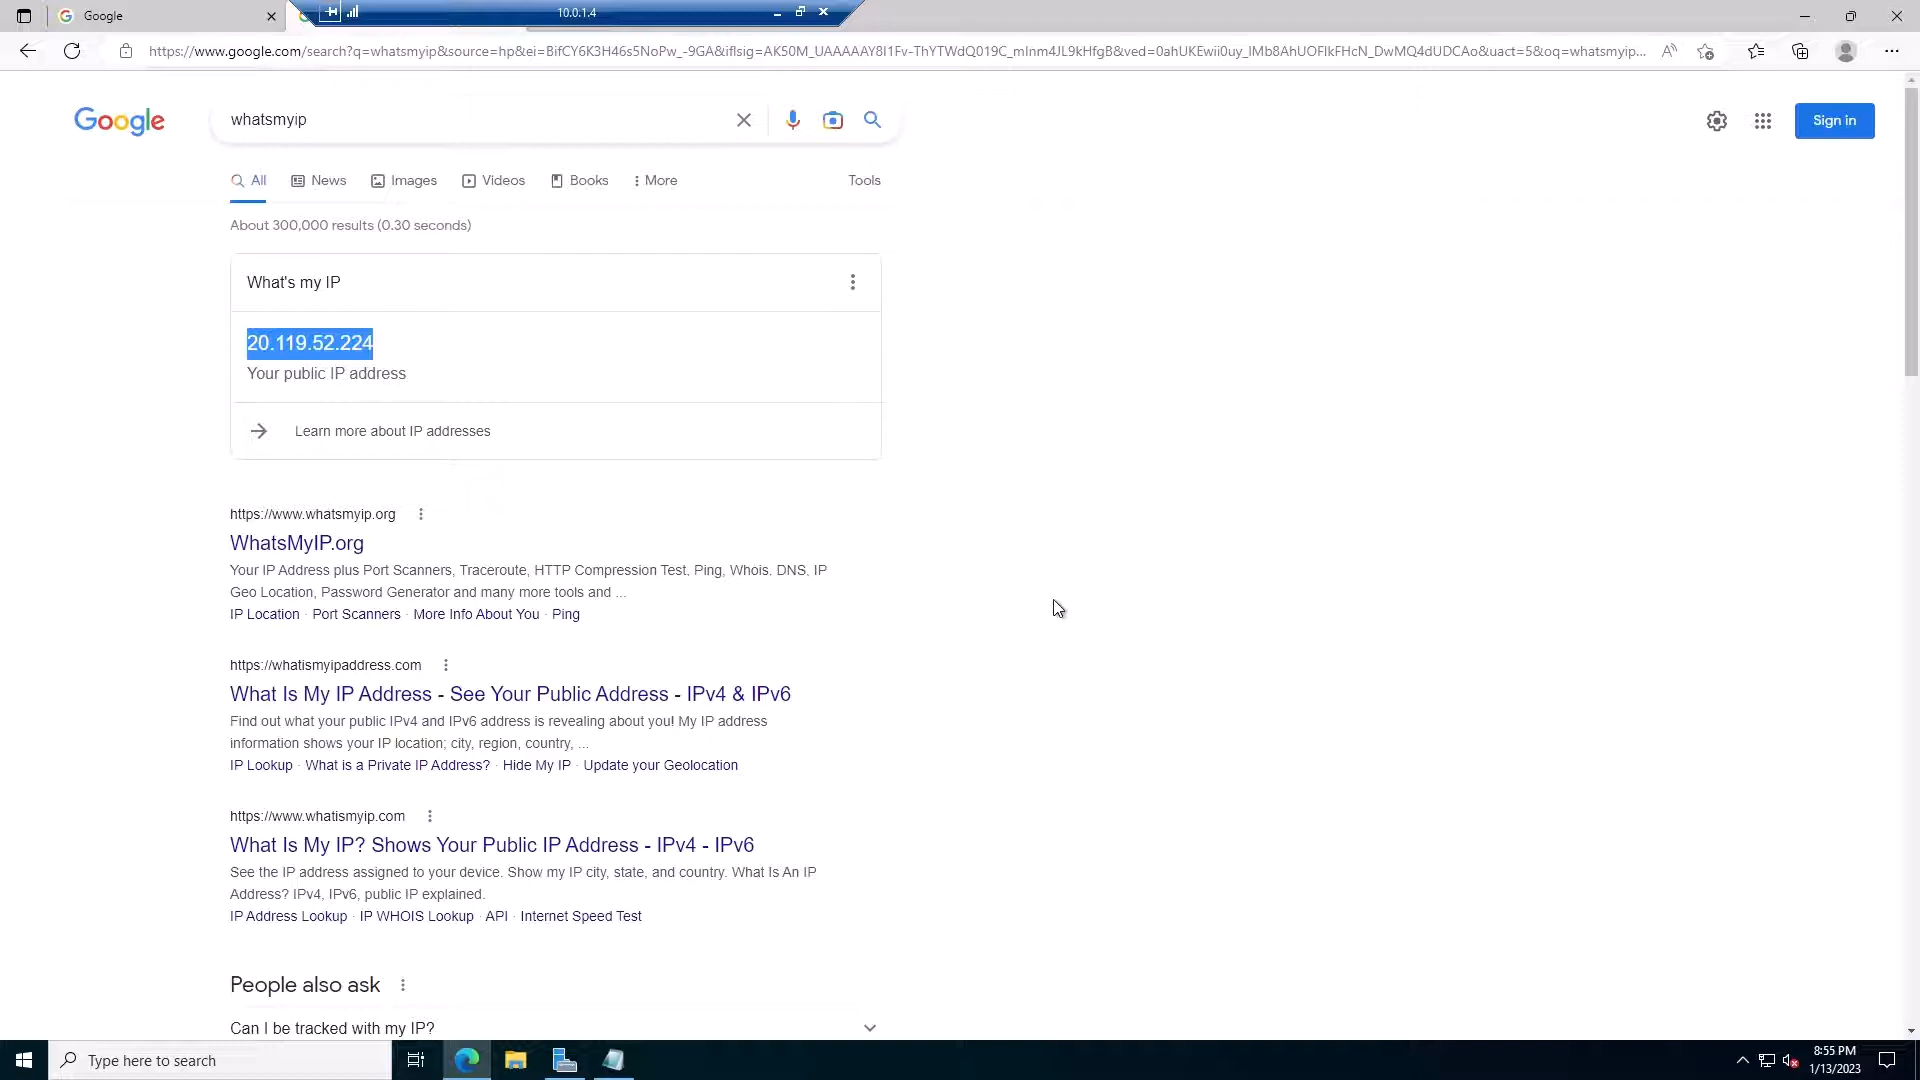 Google
10.0.1.4
https://www.google.com/search?q=whatsmyip&source=hp&ei=BifCY6K3H46s5NoPw_-9GA&iflsig=AK50M_UAAAAAY8I1Fv-ThYTWdQ019C_mInm4JL9kHfgB&ved=0ahUKEwii0uy_lMb8AhUOFlkFHcN_DwMQ4dUDCAo&uact=5&oq=whatsmyip...
Google
whatsmyip
Sign in
All News Images Videos Books More Tools
About 300,000 results (0.30 seconds)
What's my IP
20.119.52.224
Your public IP address
Learn more about IP addresses
https://www.whatsmyip.org
WhatsMyIP.org
Your IP Address plus Port Scanners, Traceroute, HTTP Compression Test, Ping, Whois, DNS, IP
Geo Location, Password Generator and many more tools and ...
IP Location · Port Scanners · More Info About You · Ping
https://whatismyipaddress.com
What Is My IP Address - See Your Public Address - IPv4 & IPv6
Find out what your public IPv4 and IPv6 address is revealing about you! My IP address
information shows your IP location; city, region, country, ...
IP Lookup · What is a Private IP Address? · Hide My IP · Update your Geolocation
https://www.whatismyip.com
What Is My IP? Shows Your Public IP Address - IPv4 - IPv6
See the IP address assigned to your device. Show my IP city, state, and country. What Is An IP
Address? IPv4, IPv6, public IP explained.
IP Address Lookup · IP WHOIS Lookup · API · Internet Speed Test
People also ask
Can I be tracked with my IP?
Type here to search
8:55 PM
1/13/2023